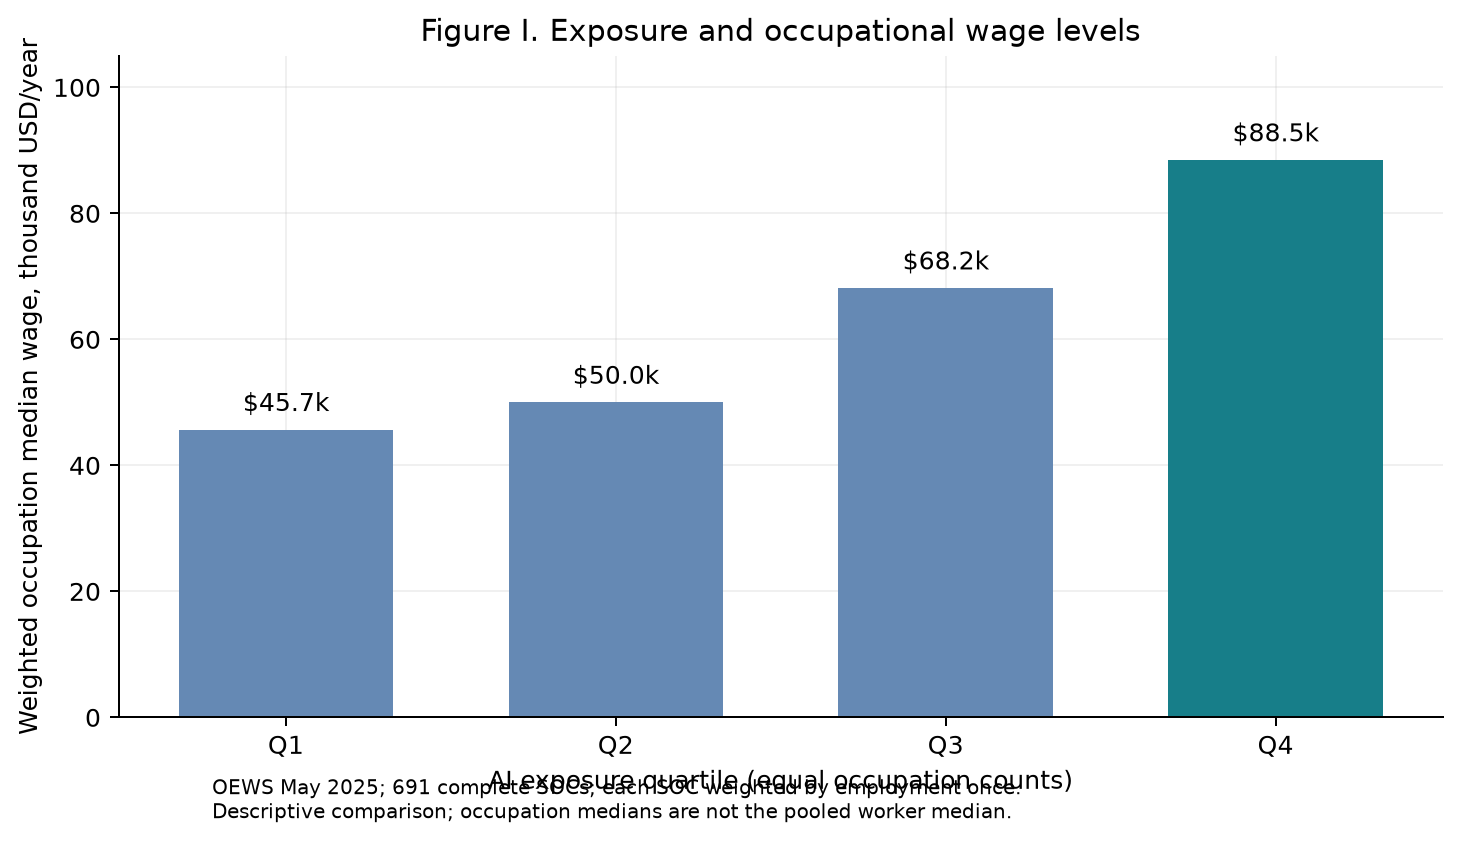 Figure I. Exposure and occupational wage levels
Weighted occupation median wage, thousand USD/year
100
80
60
40
20
0
$45.7k
$50.0k
$68.2k
$88.5k
Q1
Q2
Q3
Q4
AI exposure quartile (equal occupation counts)
OEWS May 2025; 691 complete SOCs; each SOC weighted by employment once.
Descriptive comparison; occupation medians are not the pooled worker median.